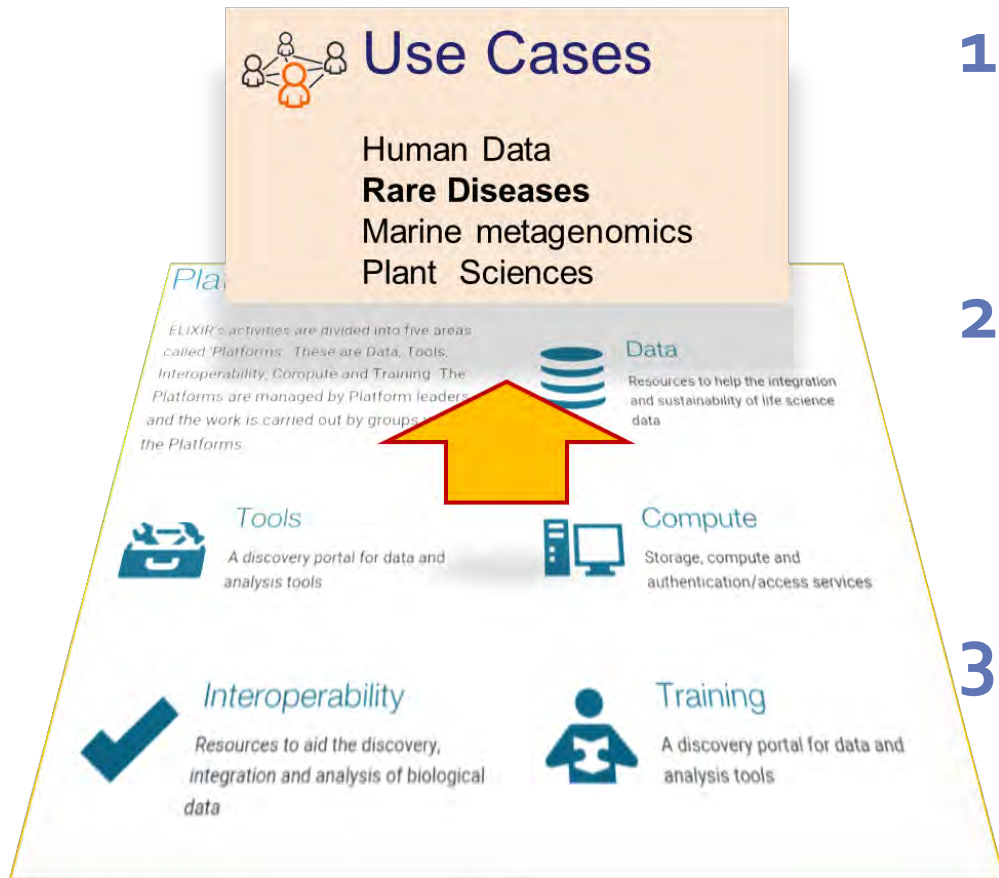 Use Cases
1
Human Data
Rare Diseases
Marine metagenomics
Plant Sciences
2
ELIXIR's activities are divided into five areas
called 'Platforms'. These are Data, Tools,
Interoperability, Compute and Training. The
Platforms are managed by Platform leaders
and the work is carried out by groups
the Platforms
Data
Resources to help the integration
and sustainability of life science
data
Tools
A discovery portal for data and
analysis tools
Compute
Storage, compute and
authentication/access services
3
Interoperability
Resources to aid the discovery,
integration and analysis of biological
data
Training
A discovery portal for data and
analysis tools